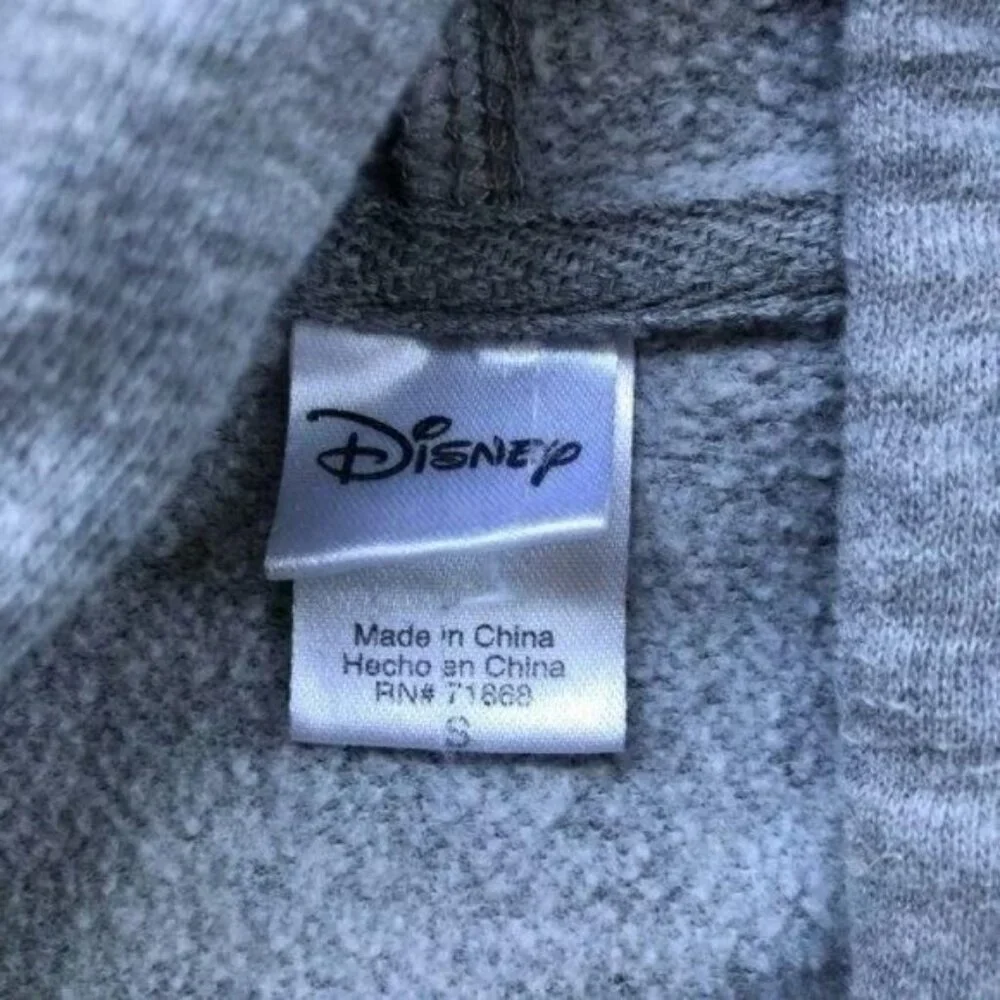 Disney
Made in China
Hecho en China
RN# 71868
S